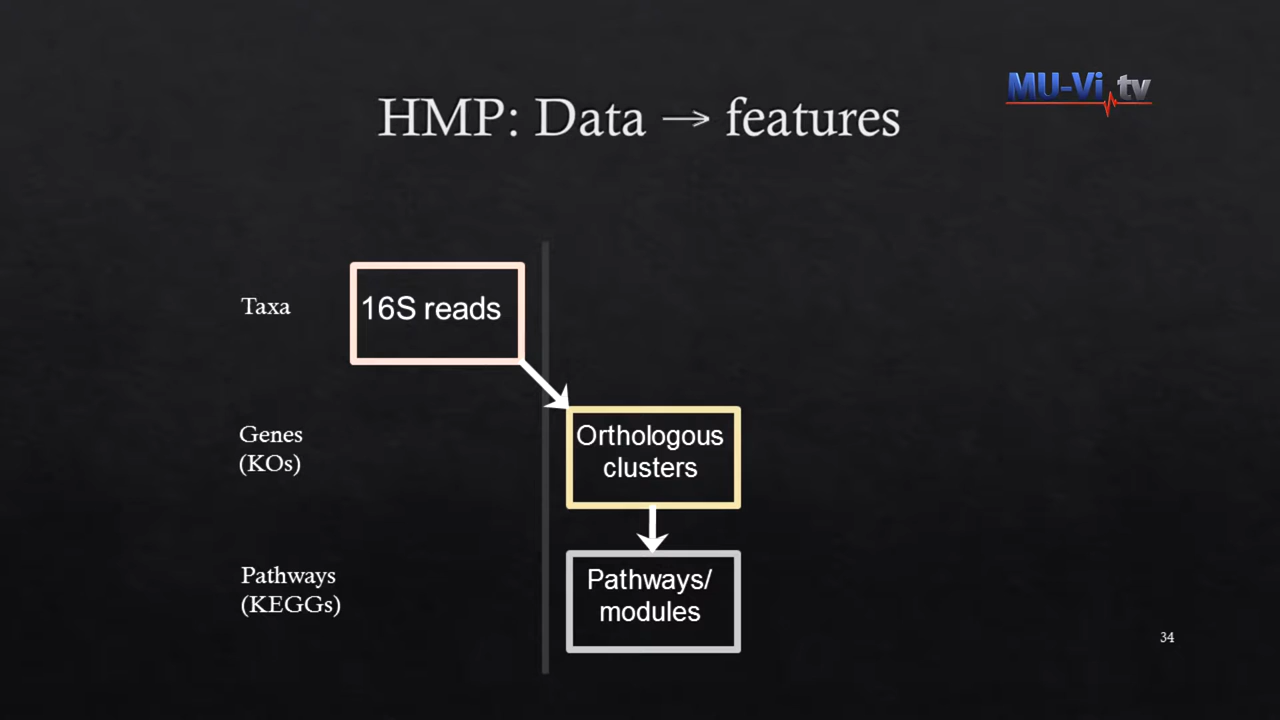 MU-Vi tv
HMP: Data → features
Taxa
16S reads
Genes
(KOs)
Orthologous
clusters
Pathways
(KEGGs)
Pathways/
modules
34